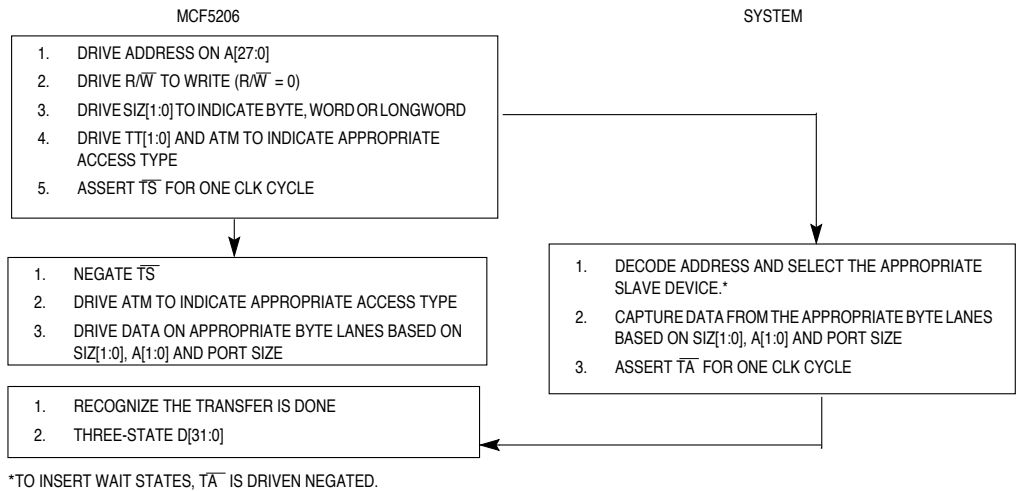 MCF5206
SYSTEM
1. DRIVE ADDRESS ON A[27:0]
2. DRIVE R/W̅ TO WRITE (R/W̅ = 0)
3. DRIVE SIZ[1:0] TO INDICATE BYTE, WORD OR LONGWORD
4. DRIVE TT[1:0] AND ATM TO INDICATE APPROPRIATE
ACCESS TYPE
5. ASSERT T̅S̅ FOR ONE CLK CYCLE
1. NEGATE T̅S̅
2. DRIVE ATM TO INDICATE APPROPRIATE ACCESS TYPE
3. DRIVE DATA ON APPROPRIATE BYTE LANES BASED ON
SIZ[1:0], A[1:0] AND PORT SIZE
1. DECODE ADDRESS AND SELECT THE APPROPRIATE
SLAVE DEVICE.*
2. CAPTURE DATA FROM THE APPROPRIATE BYTE LANES
BASED ON SIZ[1:0], A[1:0] AND PORT SIZE
3. ASSERT T̅A̅ FOR ONE CLK CYCLE
1. RECOGNIZE THE TRANSFER IS DONE
2. THREE-STATE D[31:0]
*TO INSERT WAIT STATES, T̅A̅ IS DRIVEN NEGATED.